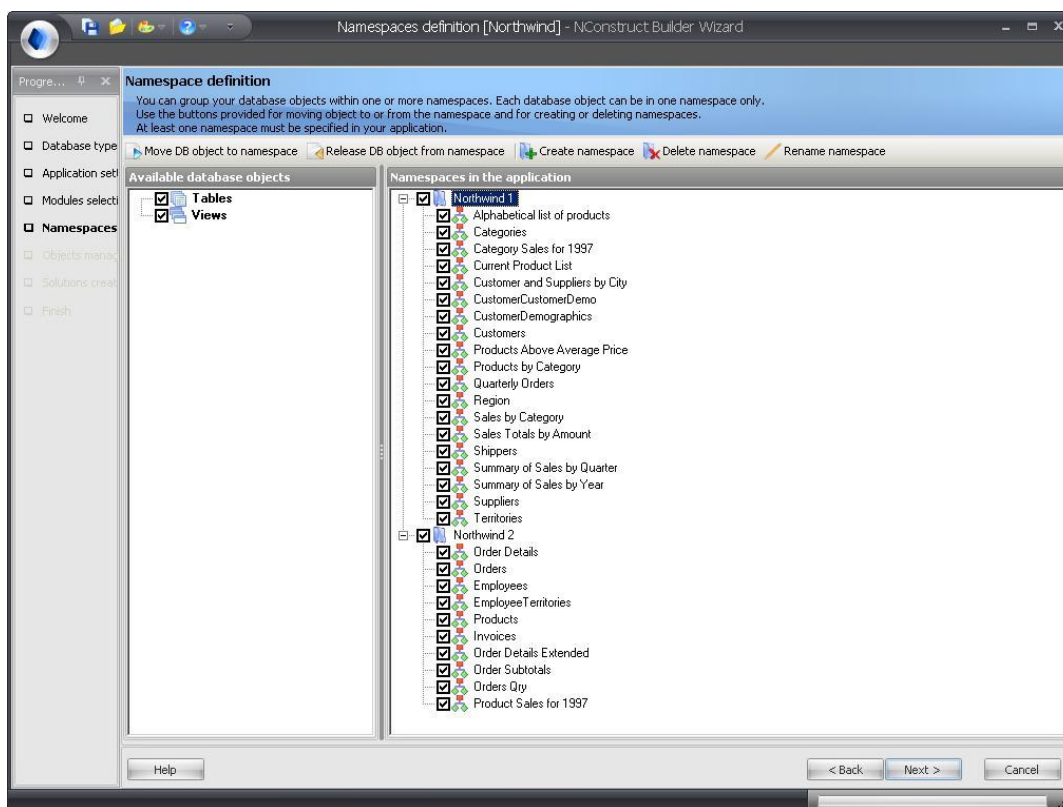 Namespaces definition [Northwind] - NConstruct Builder Wizard
Progre...
Welcome
Database type
Application sett
Modules selecti
Namespaces
Objects manag
Solutions creat
Finish
Namespace definition
You can group your database objects within one or more namespaces. Each database object can be in one namespace only.
Use the buttons provided for moving object to or from the namespace and for creating or deleting namespaces.
At least one namespace must be specified in your application.
Move DB object to namespace Release DB object from namespace Create namespace Delete namespace Rename namespace
Available database objects
Tables
Views
Namespaces in the application
Northwind 1
Alphabetical list of products
Categories
Category Sales for 1997
Current Product List
Customer and Suppliers by City
CustomerCustomerDemo
CustomerDemographics
Customers
Products Above Average Price
Products by Category
Quarterly Orders
Region
Sales by Category
Sales Totals by Amount
Shippers
Summary of Sales by Quarter
Summary of Sales by Year
Suppliers
Territories
Northwind 2
Order Details
Orders
Employees
EmployeeTerritories
Products
Invoices
Order Details Extended
Order Subtotals
Orders Qry
Product Sales for 1997
Help < Back Next > Cancel